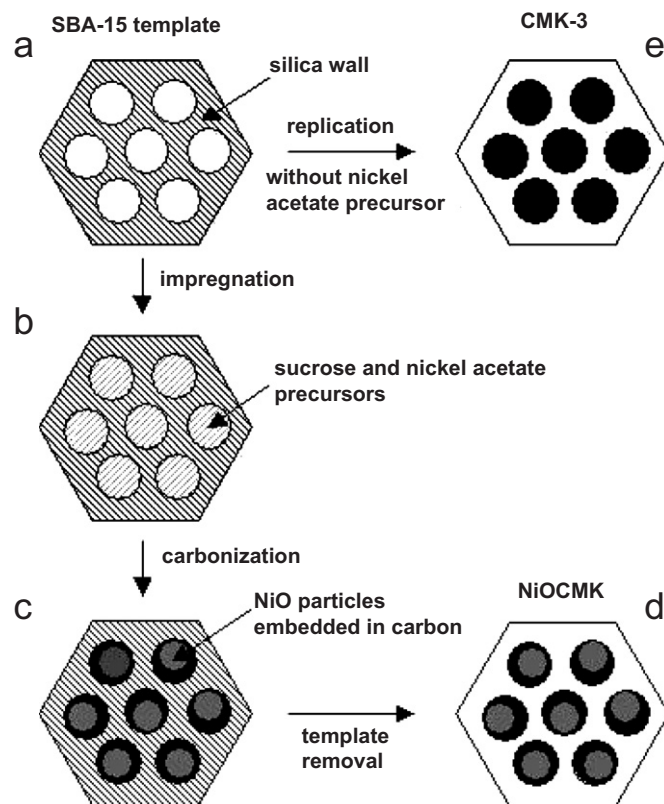 SBA-15 template
CMK-3
a
e
silica wall
replication
without nickel
acetate precursor
impregnation
b
sucrose and nickel acetate
precursors
carbonization
c
NiO particles
embedded in carbon
NiOCMK
d
template
removal